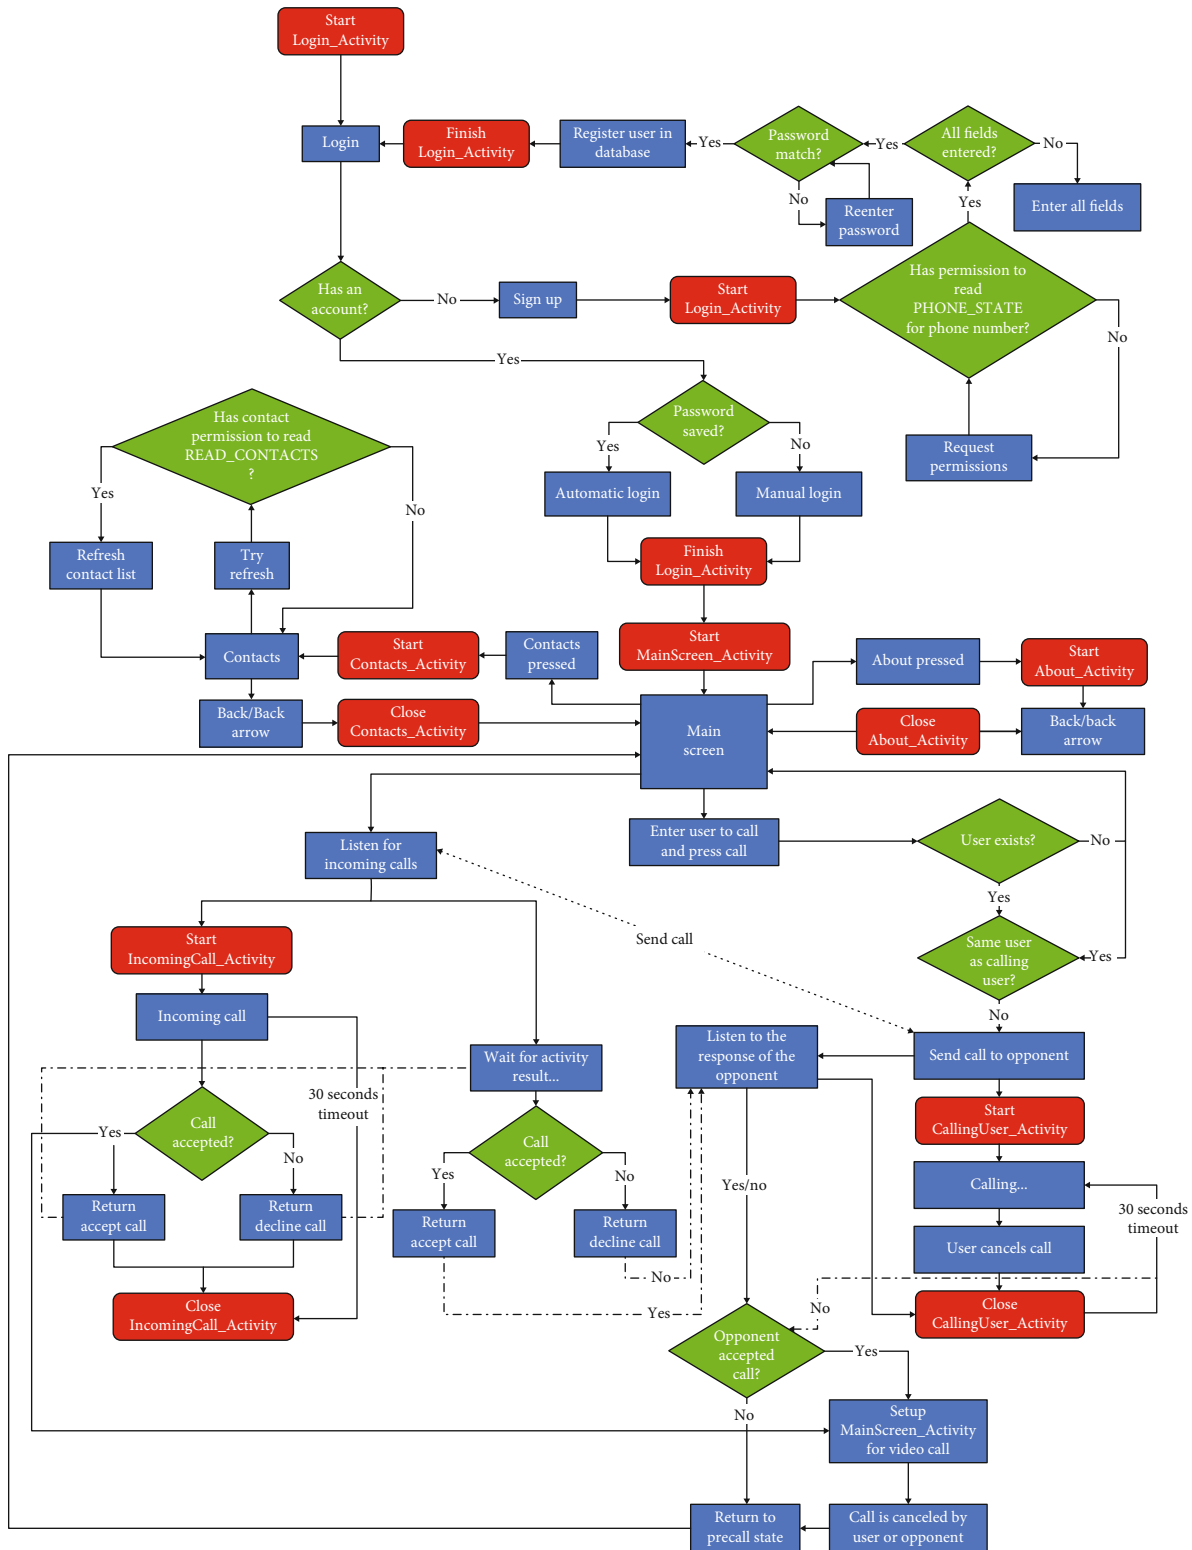 Start
Login_Activity
Login
Finish
Login_Activity
Register user in
database
Yes
Password
match?
Yes
All fields
entered?
No
No
Reenter
password
Yes
Enter all fields
Has an
account?
No
Sign up
Start
Login_Activity
Has permission to
read
PHONE_STATE
for phone number?
No
Yes
Password
saved?
Yes
No
Request
permissions
Has contact
permission to read
READ_CONTACTS
?
Yes
No
Automatic login
Manual login
Refresh
contact list
Try
refresh
Finish
Login_Activity
Contacts
Start
Contacts_Activity
Contacts
pressed
Start
MainScreen_Activity
About pressed
Start
About_Activity
Back/Back
arrow
Close
Contacts_Activity
Main
screen
Close
About_Activity
Back/back
arrow
Listen for
incoming calls
Enter user to call
and press call
User exists?
No
Yes
Send call
Start
IncomingCall_Activity
Same user
as calling
user?
Yes
No
Incoming call
Wait for activity
result...
Listen to the
response of the
opponent
Send call to opponent
30 seconds
timeout
Yes
Call
accepted?
No
Call
accepted?
Yes
No
Start
CallingUser_Activity
Yes/no
Calling...
30 seconds
timeout
Return
accept call
Return
decline call
Return
accept call
Return
decline call
User cancels call
No
Yes
Close
IncomingCall_Activity
No
Close
CallingUser_Activity
Opponent
accepted
call?
Yes
No
Setup
MainScreen_Activity
for video call
Return to
precall state
Call is canceled by
user or opponent